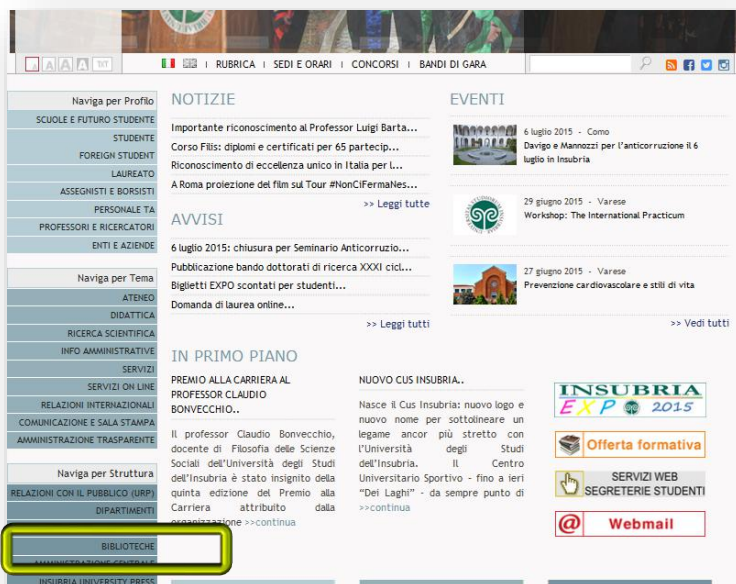 A A A A TXT
RUBRICA | SEDI E ORARI | CONCORSI | BANDI DI GARA
Naviga per Profilo
SCUOLE E FUTURO STUDENTE
STUDENTE
FOREIGN STUDENT
LAUREATO
ASSEGNISTI E BORSISTI
PERSONALE TA
PROFESSORI E RICERCATORI
ENTI E AZIENDE
Naviga per Tema
ATENEO
DIDATTICA
RICERCA SCIENTIFICA
INFO AMMINISTRATIVE
SERVIZI
SERVIZI ON LINE
RELAZIONI INTERNAZIONALI
COMUNICAZIONE E SALA STAMPA
AMMINISTRAZIONE TRASPARENTE
Naviga per Struttura
RELAZIONI CON IL PUBBLICO (URP)
DIPARTIMENTI
BIBLIOTECHE
AMMINISTRAZIONE CENTRALE
INSUBRIA UNIVERSITY PRESS
NOTIZIE
Importante riconoscimento al Professor Luigi Barta...
Corso Filis: diplomi e certificati per 65 partecip...
Riconoscimento di eccellenza unico in Italia per l...
A Roma proiezione del film sul Tour #NonCiFermaNes...
>> Leggi tutte
AVVISI
6 luglio 2015: chiusura per Seminario Anticorruzio...
Pubblicazione bando dottorati di ricerca XXXI cicl...
Biglietti EXPO scontati per studenti...
Domanda di laurea online...
>> Leggi tutti
EVENTI
6 luglio 2015 - Como
Davigo e Mannozzi per l'anticorruzione il 6
luglio in Insubria
29 giugno 2015 - Varese
Workshop: The International Practicum
27 giugno 2015 - Varese
Prevenzione cardiovascolare e stili di vita
>> Vedi tutti
IN PRIMO PIANO
PREMIO ALLA CARRIERA AL
PROFESSOR CLAUDIO
BONVECCHIO..
Il professor Claudio Bonvecchio,
docente di Filosofia delle Scienze
Sociali dell'Università degli Studi
dell'Insubria è stato insignito della
quinta edizione del Premio alla
Carriera attribuito dalla
organizzazione >>continua
NUOVO CUS INSUBRIA..
Nasce il Cus Insubria: nuovo logo e
nuovo nome per sottolineare un
legame ancor più stretto con
l'Università degli Studi
dell'Insubria. Il Centro
Universitario Sportivo - fino a ieri
"Dei Laghi" - da sempre punto di
>>continua
INSUBRIA
EXPO 2015
Offerta formativa
SERVIZI WEB
SEGRETERIE STUDENTI
@ Webmail